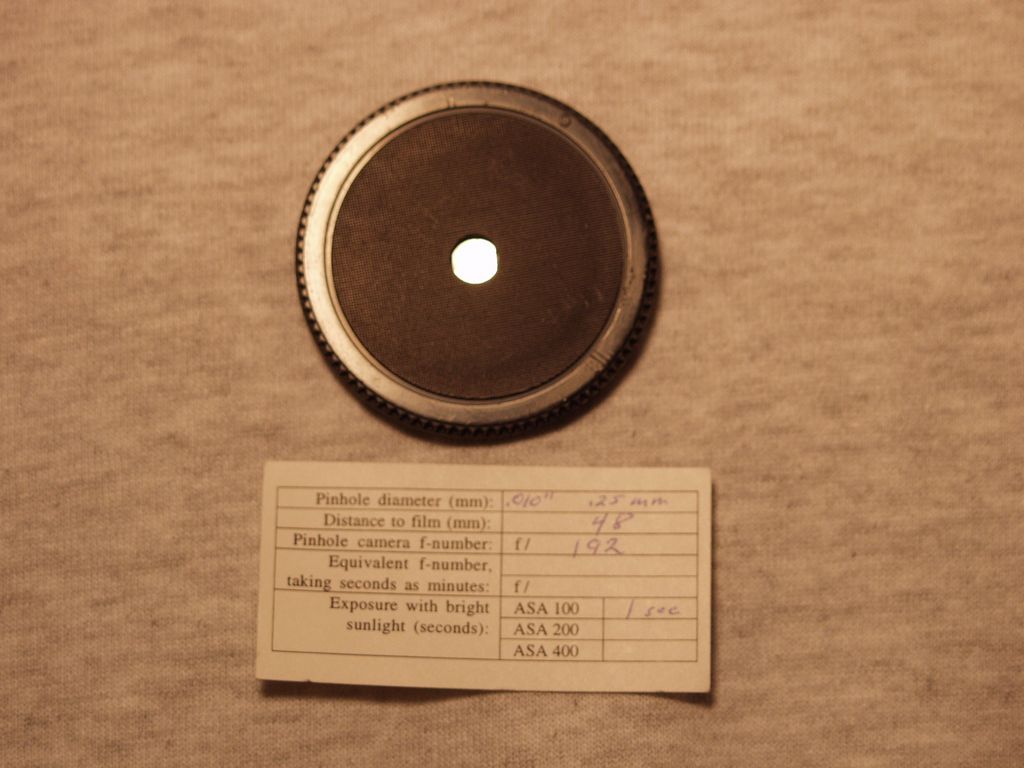 Pinhole diameter (mm): .010" .25 mm
Distance to film (mm): 48
Pinhole camera f-number: f/ 192
Equivalent f-number,
taking seconds as minutes: f/
Exposure with bright ASA 100 1 sec
sunlight (seconds): ASA 200
ASA 400